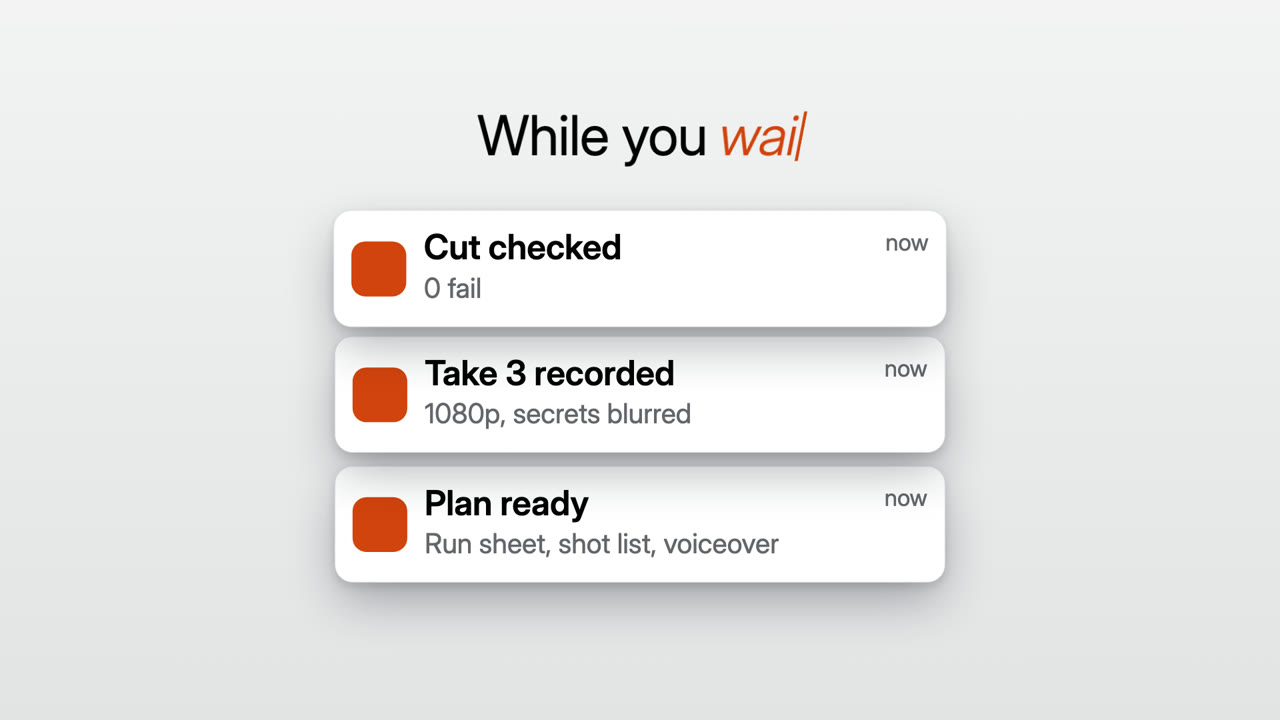 While you wai
Cut checked
now
0 fail
Take 3 recorded
now
1080p, secrets blurred
Plan ready
now
Run sheet, shot list, voiceover